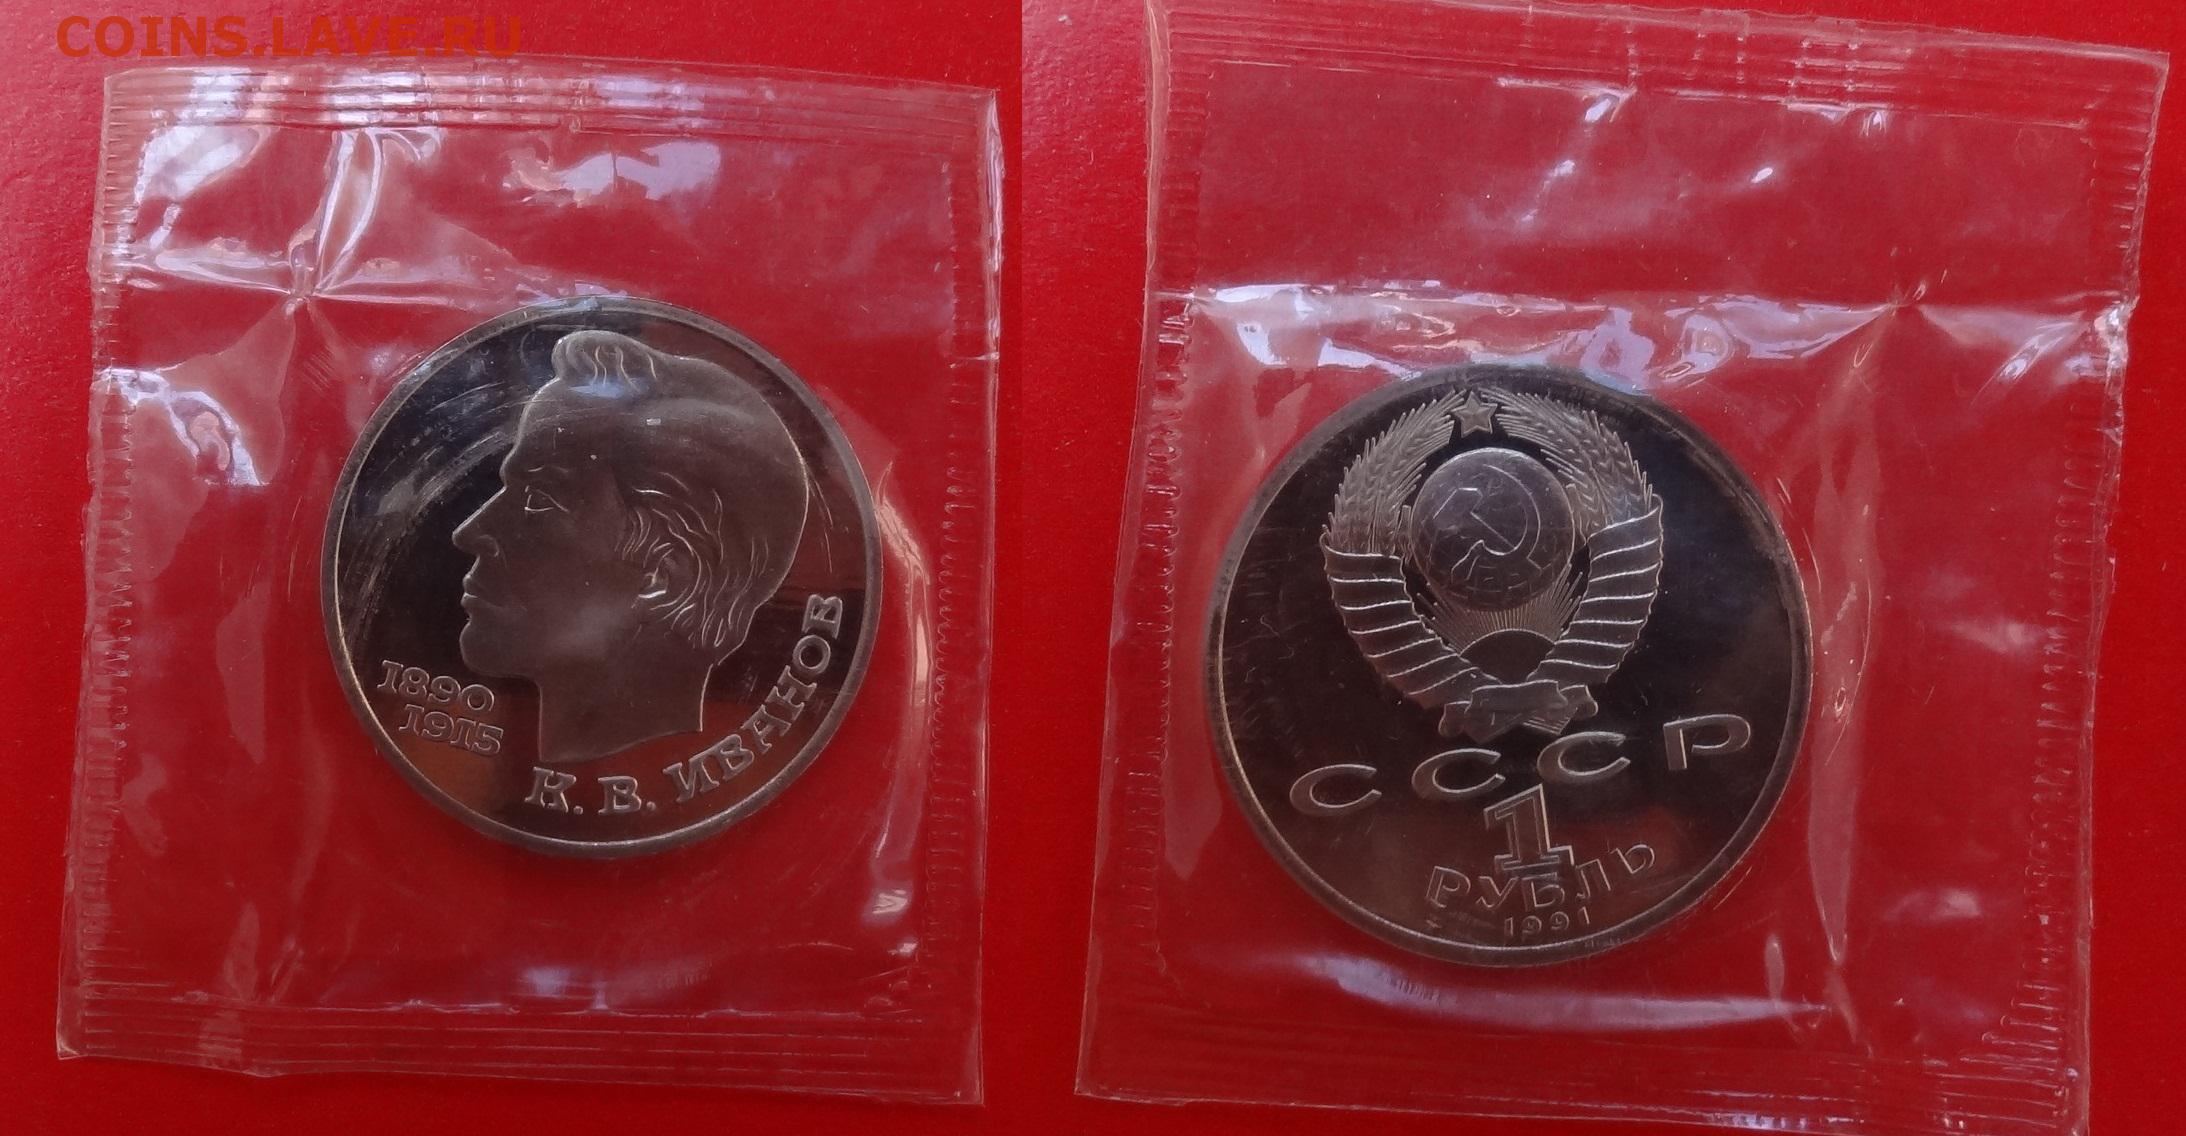 COINS.LAVE.RU
1890
1915
К. В. ИВАНОВ
СССР
1
РУБЛЬ
1991